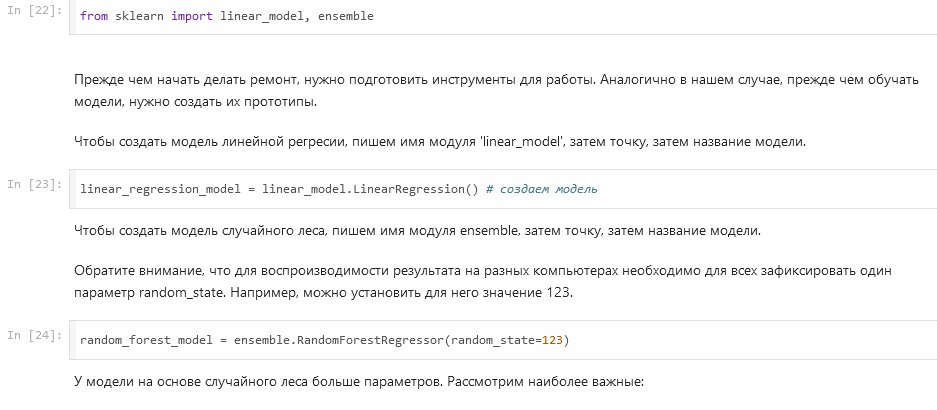 In [22]: from sklearn import linear_model, ensemble
Прежде чем начать делать ремонт, нужно подготовить инструменты для работы. Аналогично в нашем случае, прежде чем обучать
модели, нужно создать их прототипы.
Чтобы создать модель линейной регресии, пишем имя модуля 'linear_model', затем точку, затем название модели.
In [23]: linear_regression_model = linear_model.LinearRegression() # создаем модель
Чтобы создать модель случайного леса, пишем имя модуля ensemble, затем точку, затем название модели.
Обратите внимание, что для воспроизводимости результата на разных компьютерах необходимо для всех зафиксировать один
параметр random_state. Например, можно установить для него значение 123.
In [24]: random_forest_model = ensemble.RandomForestRegressor(random_state=123)
У модели на основе случайного леса больше параметров. Рассмотрим наиболее важные: